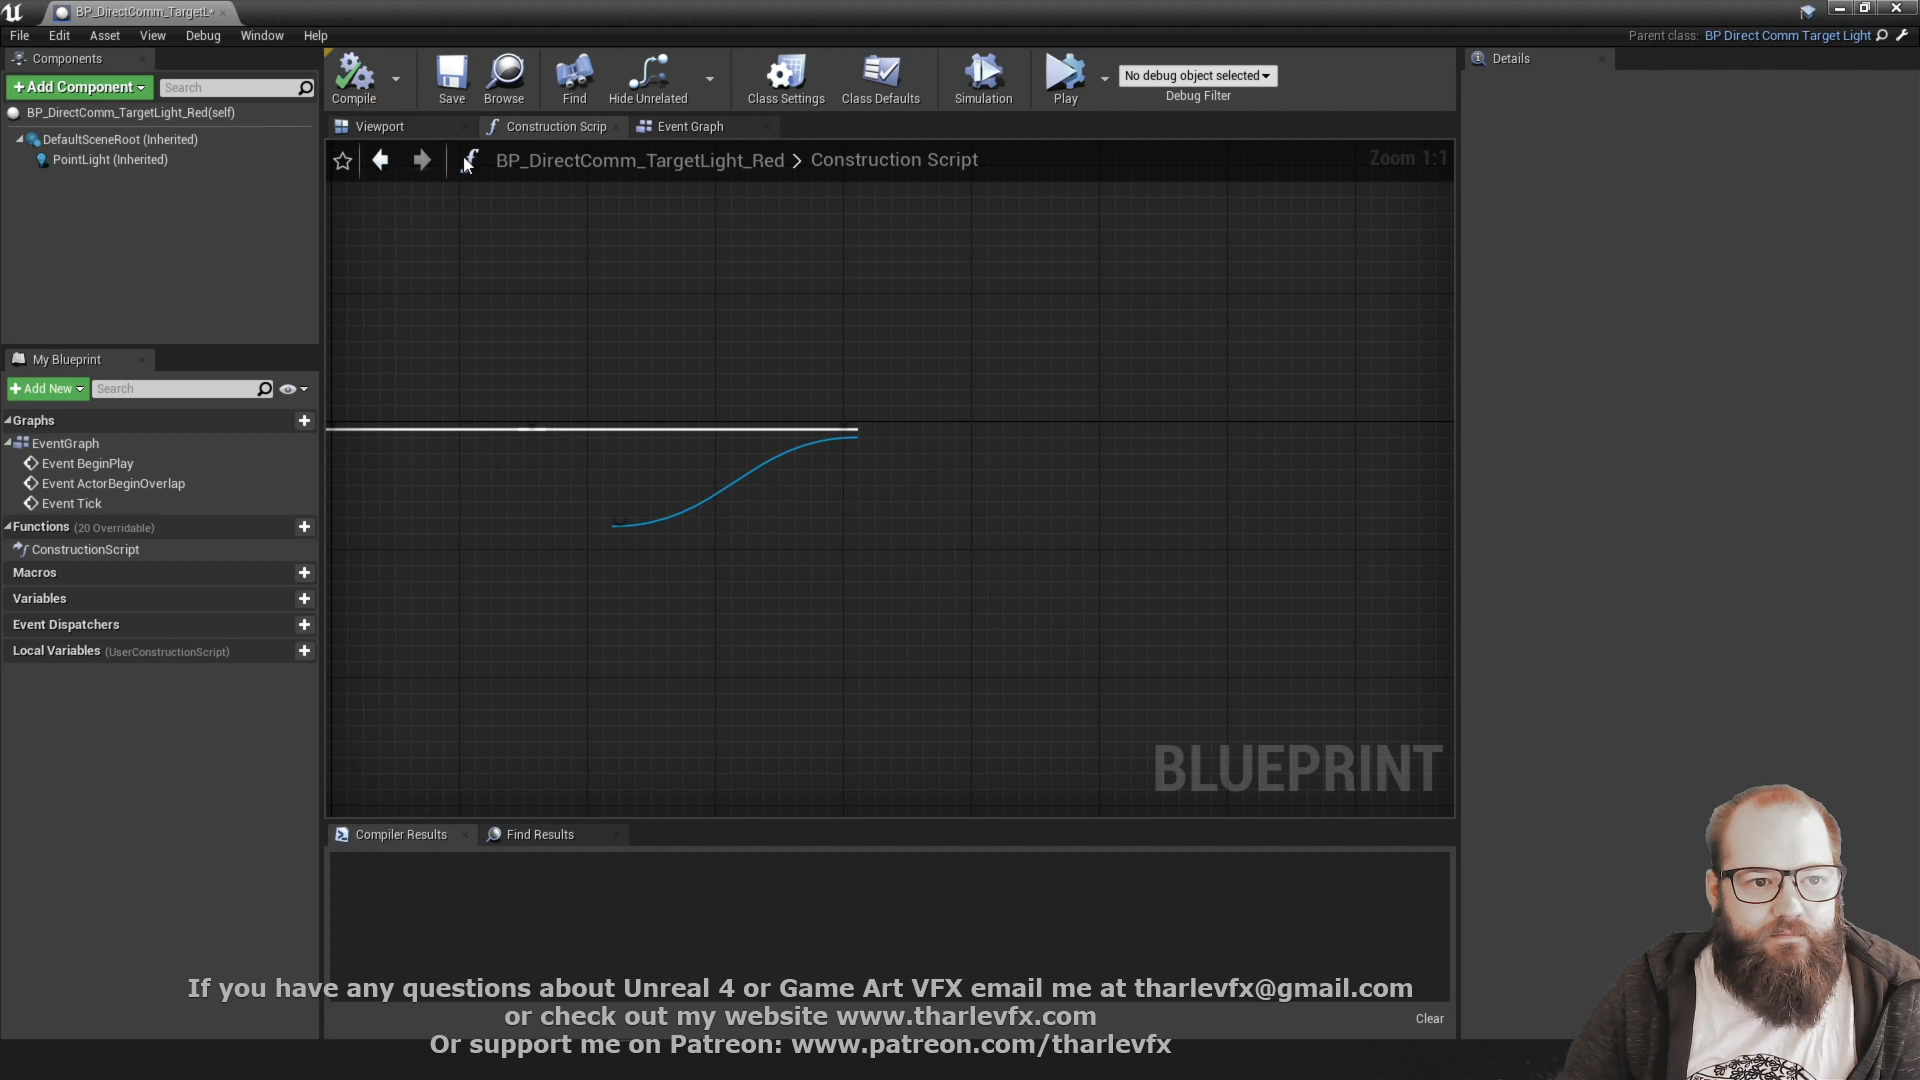 BP_DirectComm_TargetL•
File Edit Asset View Debug Window Help
Parent class: BP Direct Comm Target Light
Components
Add Component
Search
BP_DirectComm_TargetLight_Red(self)
DefaultSceneRoot (Inherited)
PointLight (Inherited)
Compile
Save
Browse
Find
Hide Unrelated
Class Settings
Class Defaults
Simulation
Play
No debug object selected
Debug Filter
Details
Viewport
Construction Scrip
Event Graph
BP_DirectComm_TargetLight_Red > Construction Script
Zoom 1:1
My Blueprint
Add New
Search
Graphs
EventGraph
Event BeginPlay
Event ActorBeginOverlap
Event Tick
Functions (20 Overridable)
ConstructionScript
Macros
Variables
Event Dispatchers
Local Variables (UserConstructionScript)
BLUEPRINT
Compiler Results
Find Results
If you have any questions about Unreal 4 or Game Art VFX email me at tharlevfx@gmail.com
or check out my website www.tharlevfx.com
Clear
Or support me on Patreon: www.patreon.com/tharlevfx